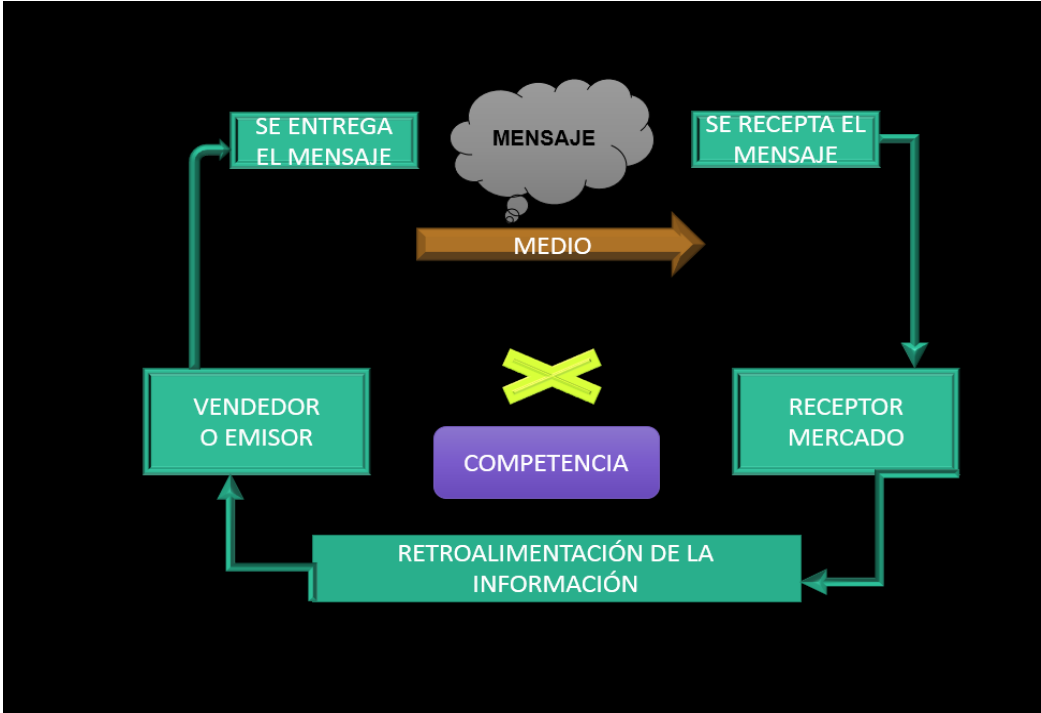 SE ENTREGA
EL MENSAJE
MENSAJE
SE RECEPTA EL
MENSAJE
MEDIO
VENDEDOR
O EMISOR
RECEPTOR
MERCADO
COMPETENCIA
RETROALIMENTACIÓN DE LA
INFORMACIÓN